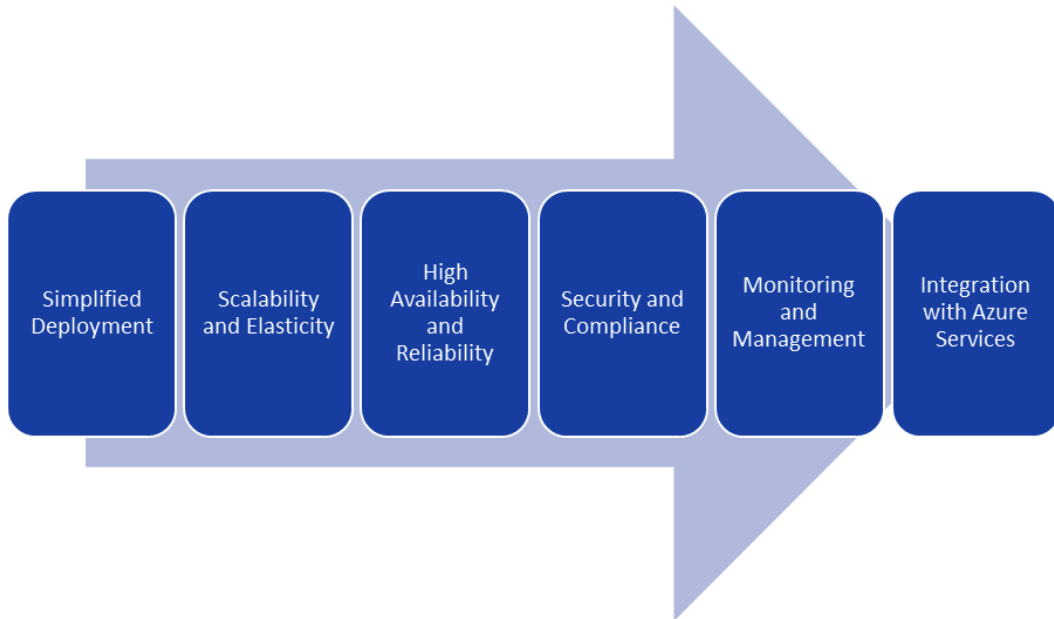 Simplified
Deployment
Scalability
and Elasticity
High
Availability
and
Reliability
Security and
Compliance
Monitoring
and
Management
Integration
with Azure
Services